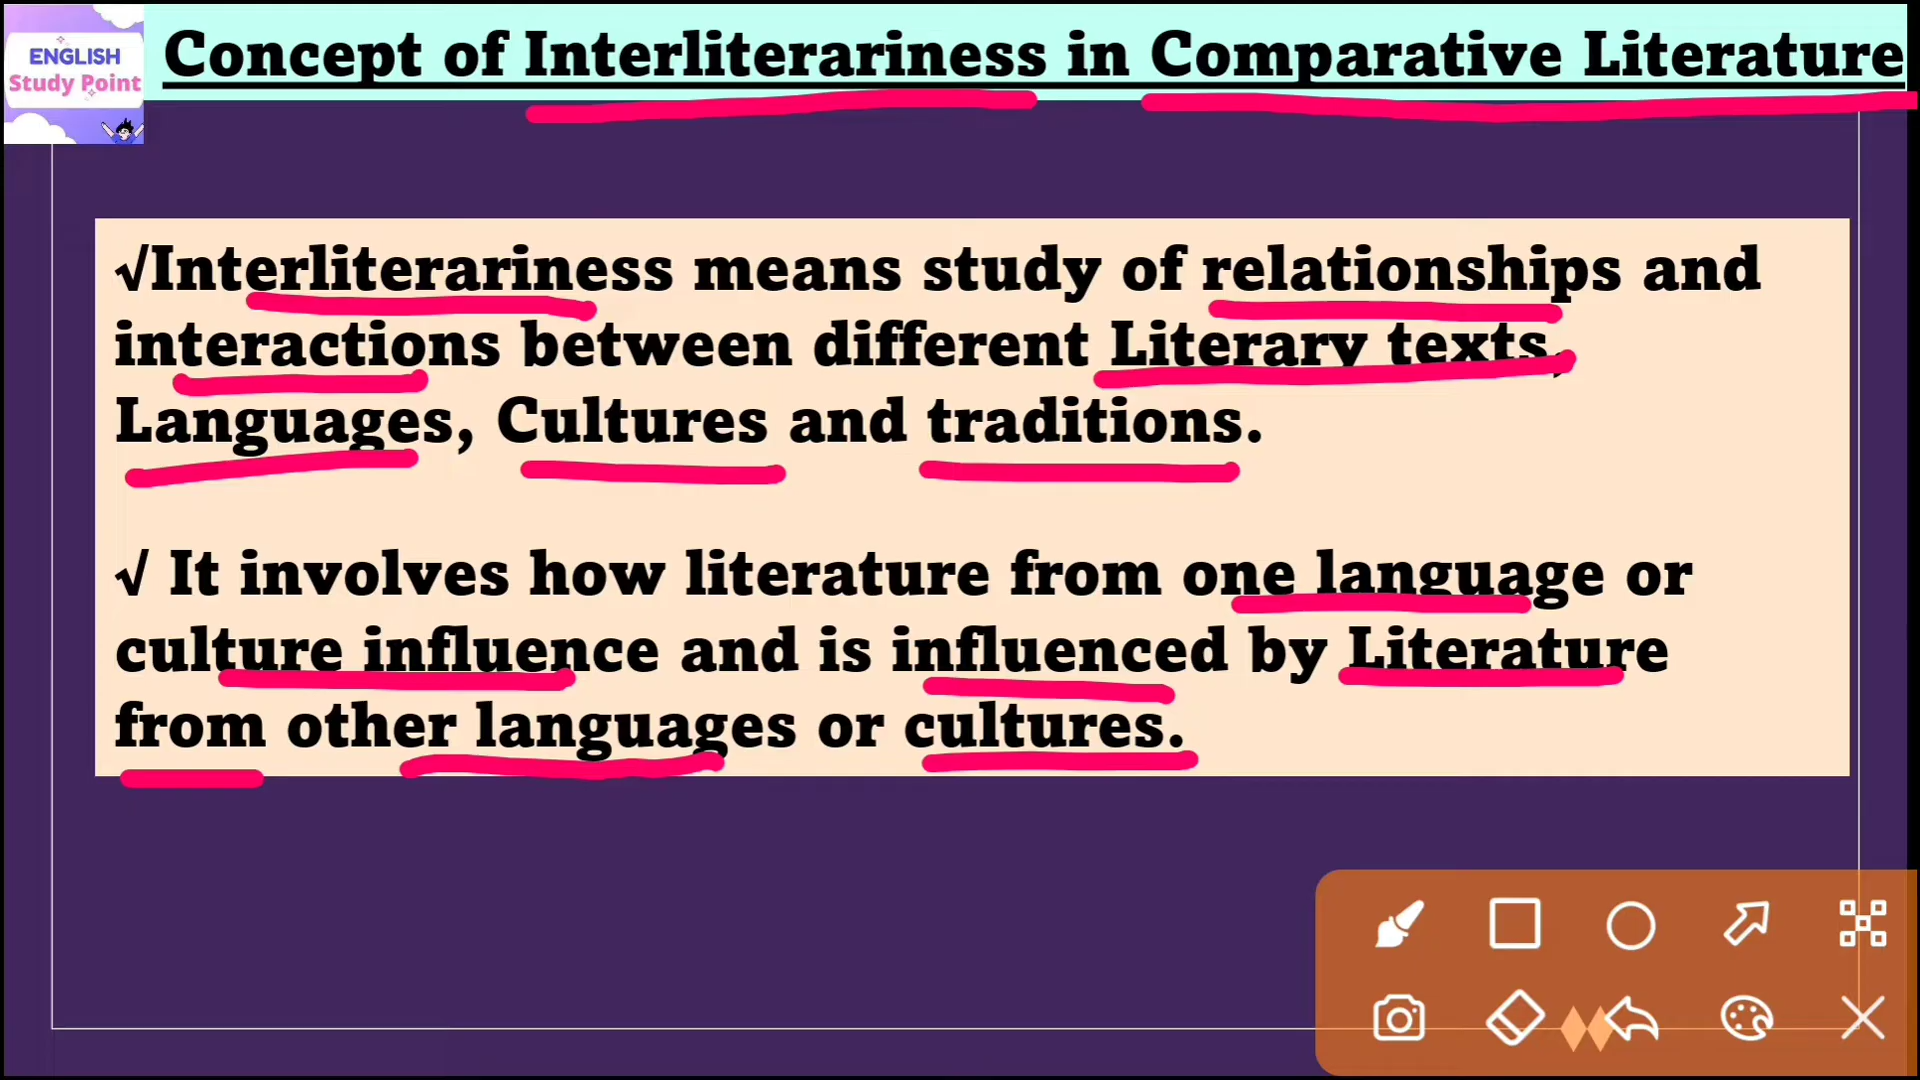 ENGLISH
Study Point
Concept of Interliterariness in Comparative Literature
√Interliterariness means study of relationships and
interactions between different Literary texts,
Languages, Cultures and traditions.
√ It involves how literature from one language or
culture influence and is influenced by Literature
from other languages or cultures.